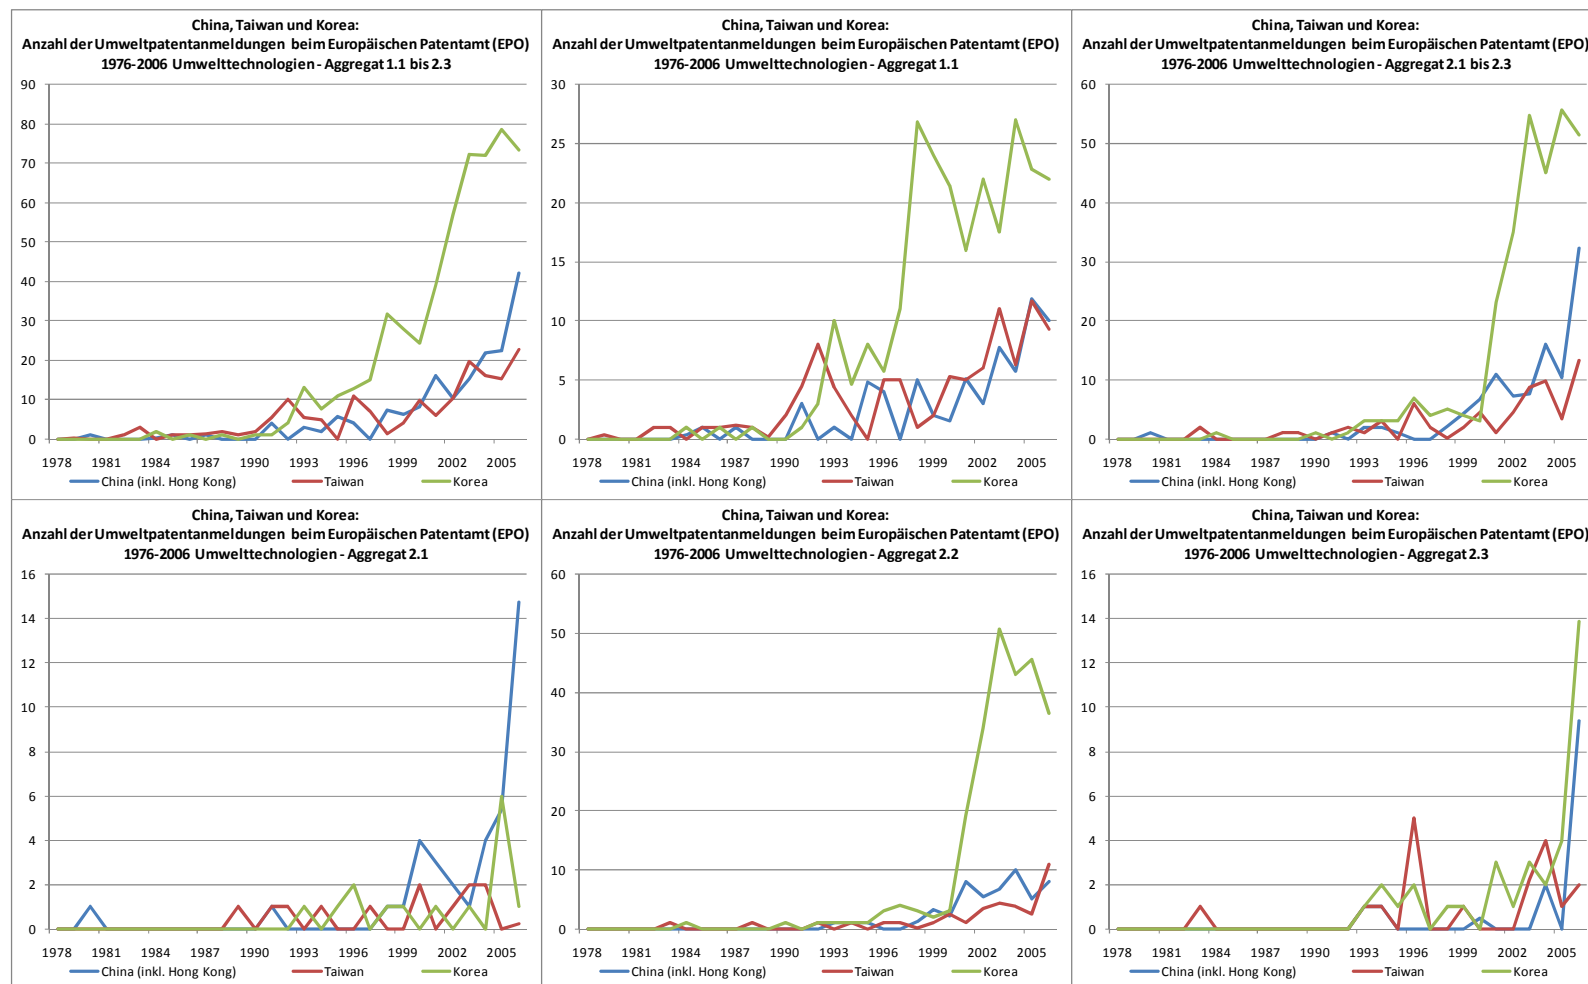 China, Taiwan und Korea:
Anzahl der Umweltpatentanmeldungen beim Europäischen Patentamt (EPO)
1976-2006 Umwelttechnologien - Aggregat 1.1 bis 2.3
90
80
70
60
50
40
30
20
10
0
1978 1981 1984 1987 1990 1993 1996 1999 2002 2005
China (inkl. Hong Kong) Taiwan Korea
China, Taiwan und Korea:
Anzahl der Umweltpatentanmeldungen beim Europäischen Patentamt (EPO)
1976-2006 Umwelttechnologien - Aggregat 1.1
30
25
20
15
10
5
0
1978 1981 1984 1987 1990 1993 1996 1999 2002 2005
China (inkl. Hong Kong) Taiwan Korea
China, Taiwan und Korea:
Anzahl der Umweltpatentanmeldungen beim Europäischen Patentamt (EPO)
1976-2006 Umwelttechnologien - Aggregat 2.1 bis 2.3
60
50
40
30
20
10
0
1978 1981 1984 1987 1990 1993 1996 1999 2002 2005
China (inkl. Hong Kong) Taiwan Korea
China, Taiwan und Korea:
Anzahl der Umweltpatentanmeldungen beim Europäischen Patentamt (EPO)
1976-2006 Umwelttechnologien - Aggregat 2.1
16
14
12
10
8
6
4
2
0
1978 1981 1984 1987 1990 1993 1996 1999 2002 2005
China (inkl. Hong Kong) Taiwan Korea
China, Taiwan und Korea:
Anzahl der Umweltpatentanmeldungen beim Europäischen Patentamt (EPO)
1976-2006 Umwelttechnologien - Aggregat 2.2
60
50
40
30
20
10
0
1978 1981 1984 1987 1990 1993 1996 1999 2002 2005
China (inkl. Hong Kong) Taiwan Korea
China, Taiwan und Korea:
Anzahl der Umweltpatentanmeldungen beim Europäischen Patentamt (EPO)
1976-2006 Umwelttechnologien - Aggregat 2.3
16
14
12
10
8
6
4
2
0
1978 1981 1984 1987 1990 1993 1996 1999 2002 2005
China (inkl. Hong Kong) Taiwan Korea